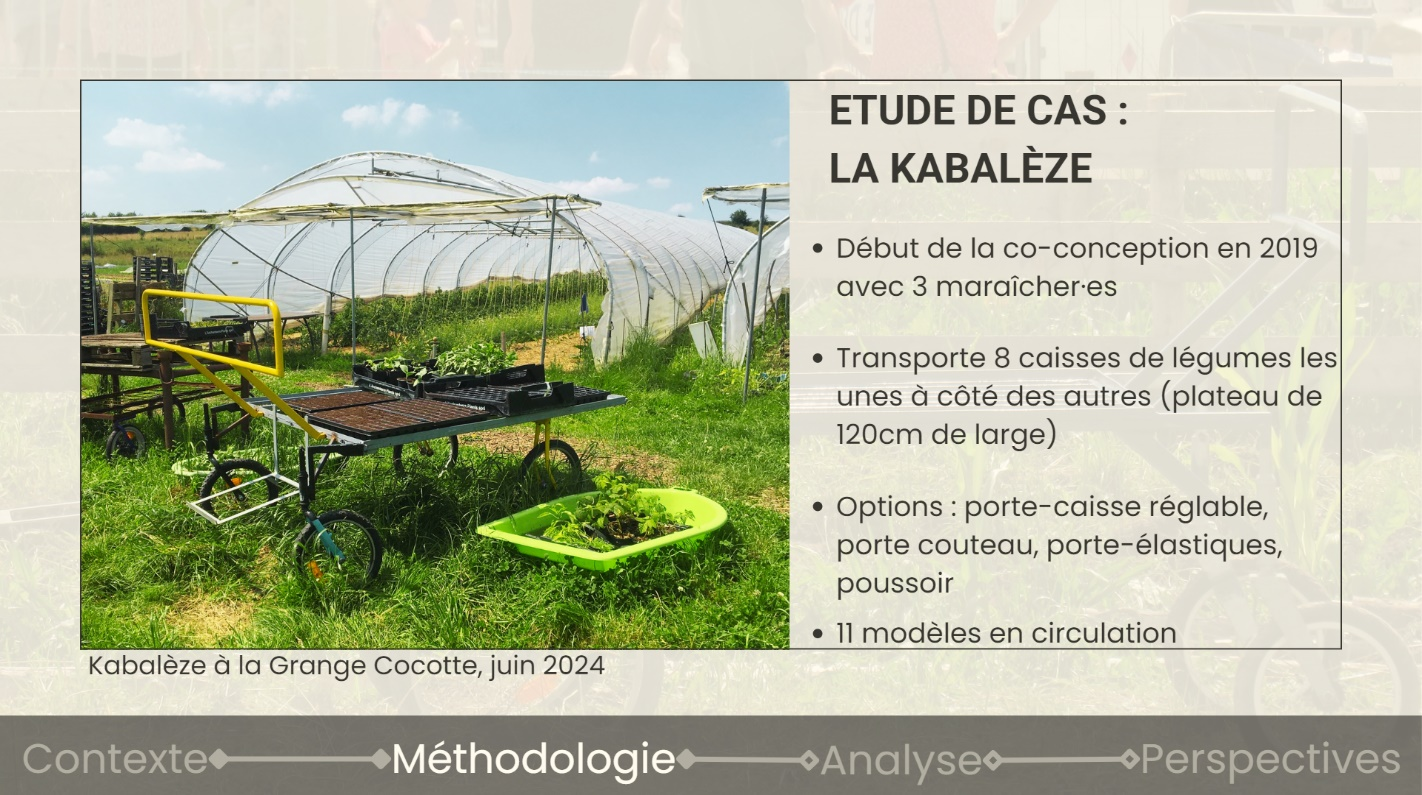 ETUDE DE CAS :
LA KABALÈZE
• Début de la co-conception en 2019
avec 3 maraîcher·es
• Transporte 8 caisses de légumes les
unes à côté des autres (plateau de
120cm de large)
• Options : porte-caisse réglable,
porte couteau, porte-élastiques,
poussoir
• 11 modèles en circulation
Kabalèze à la Grange Cocotte, juin 2024
Contexte Méthodologie Analyse Perspectives